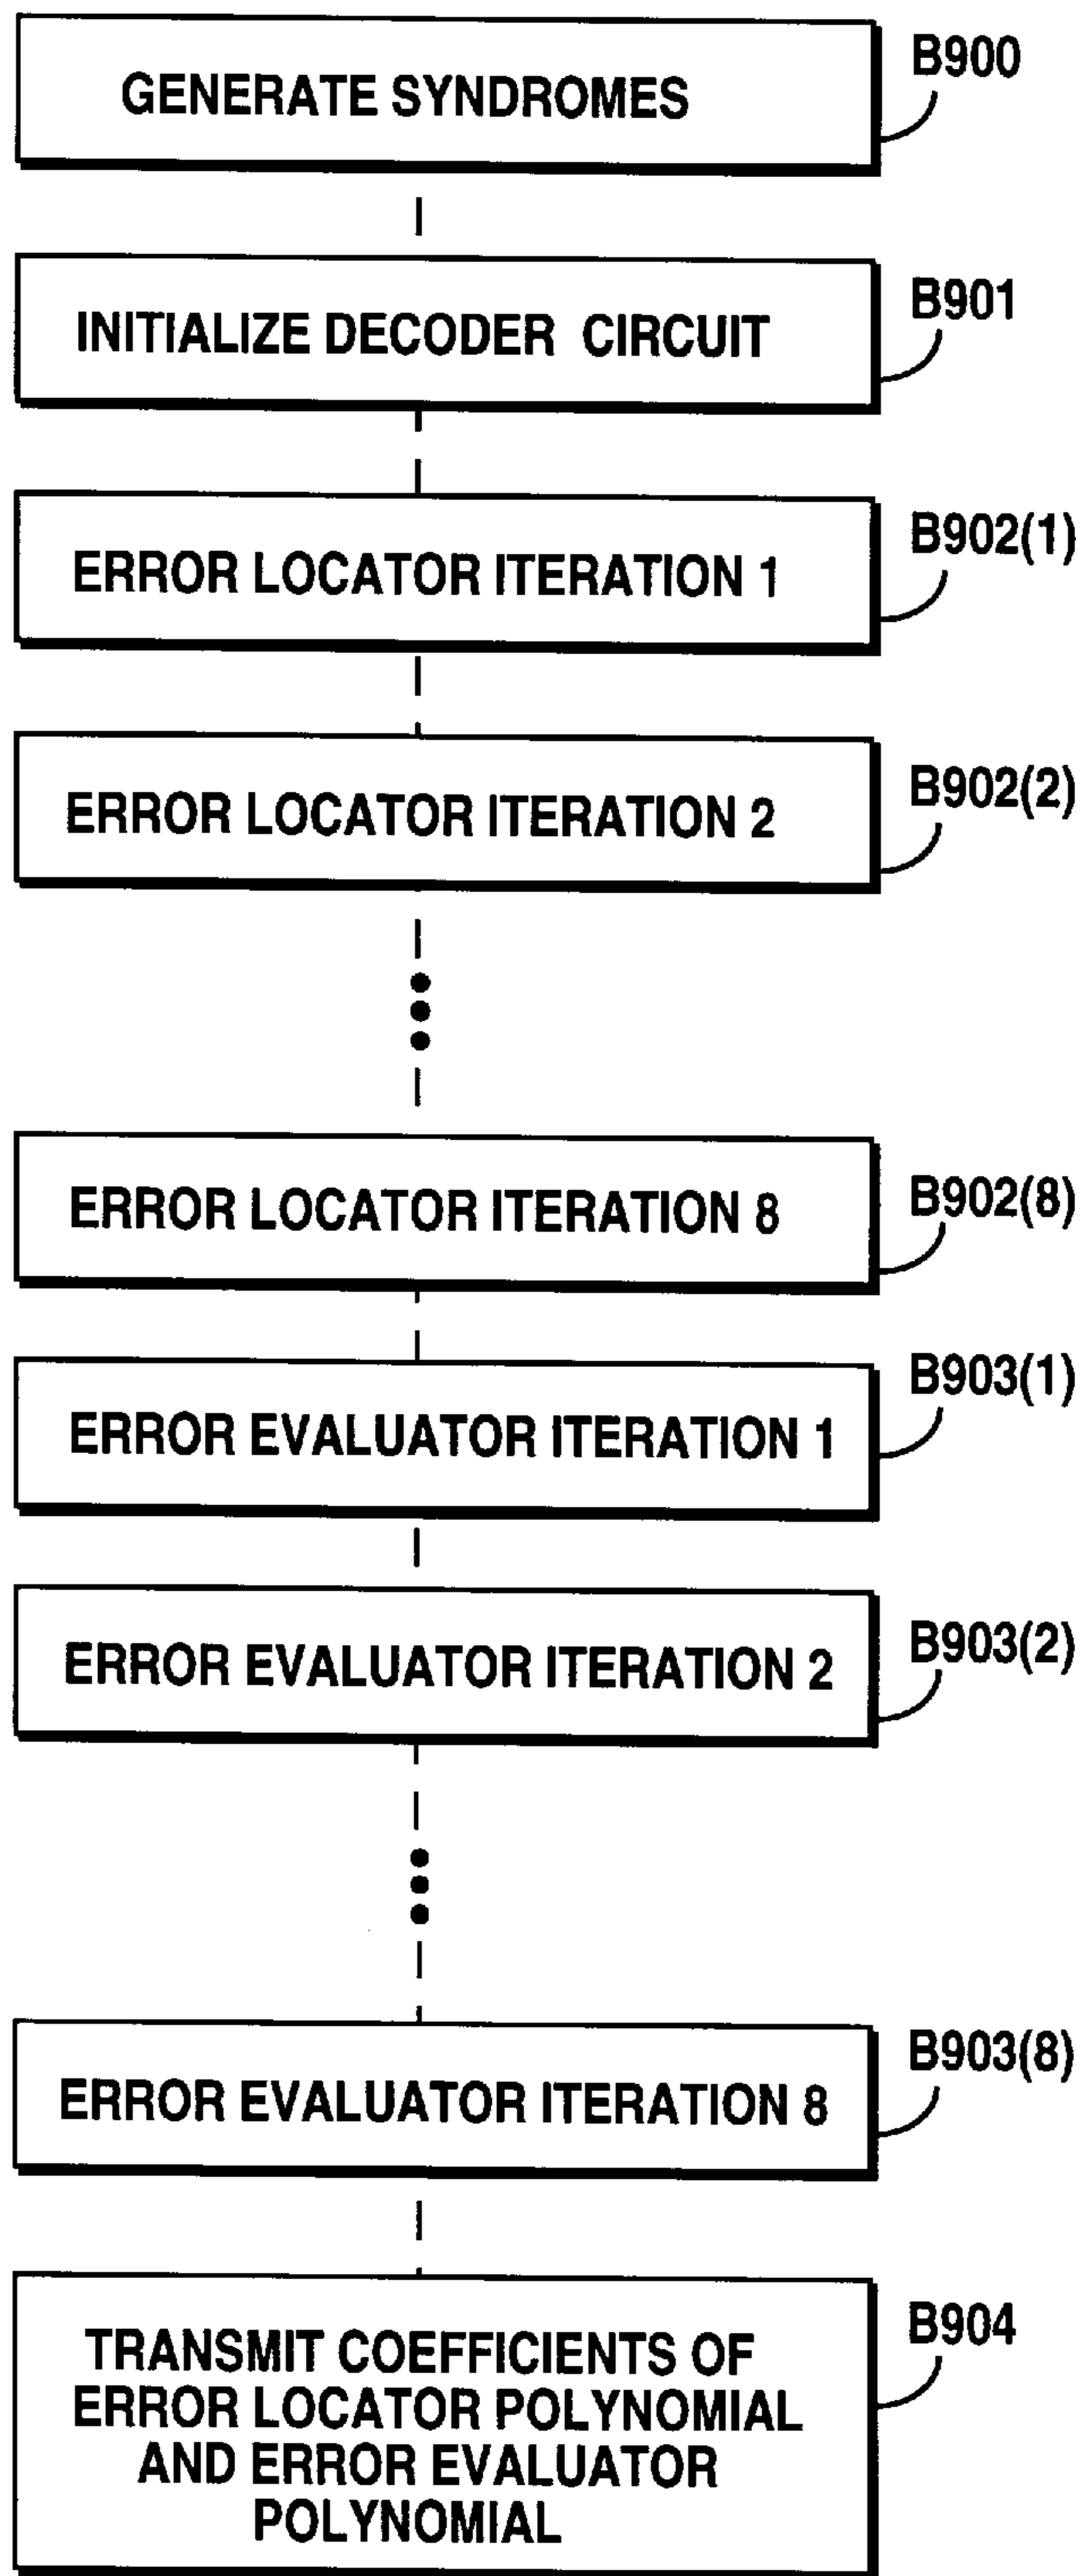 GENERATE SYNDROMES
B900
INITIALIZE DECODER CIRCUIT
B901
ERROR LOCATOR ITERATION 1
B902(1)
ERROR LOCATOR ITERATION 2
B902(2)
ERROR LOCATOR ITERATION 8
B902(8)
ERROR EVALUATOR ITERATION 1
B903(1)
ERROR EVALUATOR ITERATION 2
B903(2)
ERROR EVALUATOR ITERATION 8
B903(8)
TRANSMIT COEFFICIENTS OF
ERROR LOCATOR POLYNOMIAL
AND ERROR EVALUATOR
POLYNOMIAL
B904